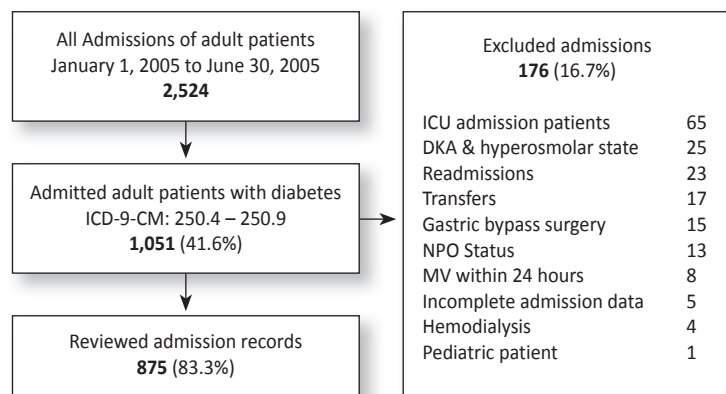 All Admissions of adult patients
January 1, 2005 to June 30, 2005
2,524
Admitted adult patients with diabetes
ICD-9-CM: 250.4 – 250.9
1,051 (41.6%)
Reviewed admission records
875 (83.3%)
Excluded admissions
176 (16.7%)
ICU admission patients 65
DKA & hyperosmolar state 25
Readmissions 23
Transfers 17
Gastric bypass surgery 15
NPO Status 13
MV within 24 hours 8
Incomplete admission data 5
Hemodialysis 4
Pediatric patient 1